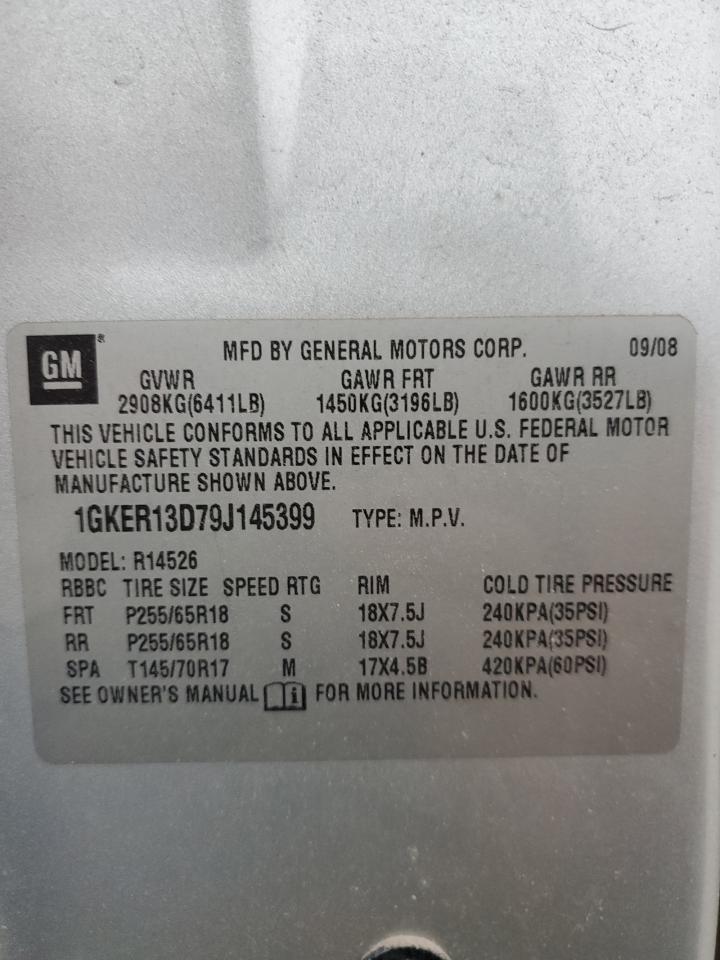 GM® MFD BY GENERAL MOTORS CORP. 09/08
GVWR GAWR FRT GAWR RR
2908KG(6411LB) 1450KG(3196LB) 1600KG(3527LB)
THIS VEHICLE CONFORMS TO ALL APPLICABLE U.S. FEDERAL MOTOR
VEHICLE SAFETY STANDARDS IN EFFECT ON THE DATE OF
MANUFACTURE SHOWN ABOVE.
1GKER13D79J145399 TYPE: M.P.V.
MODEL: R14526
RBBC TIRE SIZE SPEED RTG RIM COLD TIRE PRESSURE
FRT P255/65R18 S 18X7.5J 240KPA(35PSI)
RR P255/65R18 S 18X7.5J 240KPA(35PSI)
SPA T145/70R17 M 17X4.5B 420KPA(60PSI)
SEE OWNER'S MANUAL i FOR MORE INFORMATION.